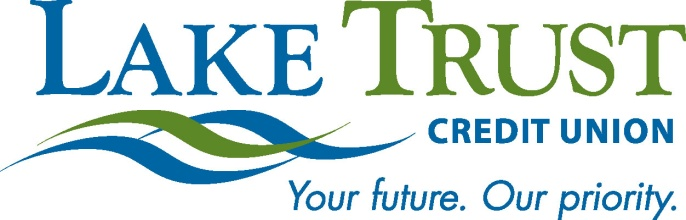 LAKE TRUST
CREDIT UNION
Your future. Our priority.